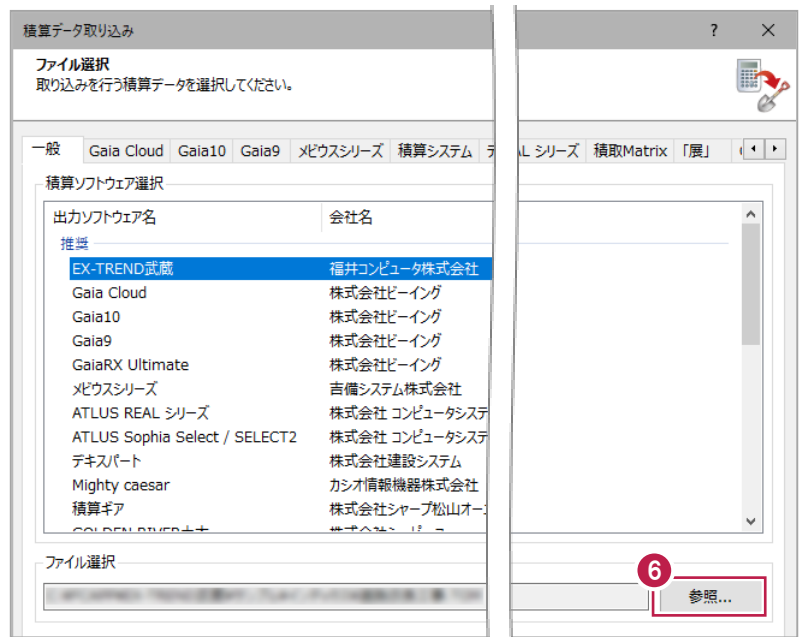 積算データ取り込み ? ×
ファイル選択
取り込みを行う積算データを選択してください。
一般 Gaia Cloud Gaia10 Gaia9 メビウスシリーズ 積算システム シリーズ 積取Matrix 「展」
積算ソフトウェア選択
出力ソフトウェア名 会社名
推奨
EX-TREND武蔵 福井コンピュータ株式会社
Gaia Cloud 株式会社ビーイング
Gaia10 株式会社ビーイング
Gaia9 株式会社ビーイング
GaiaRX Ultimate 株式会社ビーイング
メビウスシリーズ 吉備システム株式会社
ATLUS REAL シリーズ 株式会社 コンピュータシステ
ATLUS Sophia Select / SELECT2 株式会社 コンピュータシステ
デキスパート 株式会社建設システム
Mighty caesar カシオ情報機器株式会社
積算ギア 株式会社シャープ松山オー
ファイル選択
6
参照...